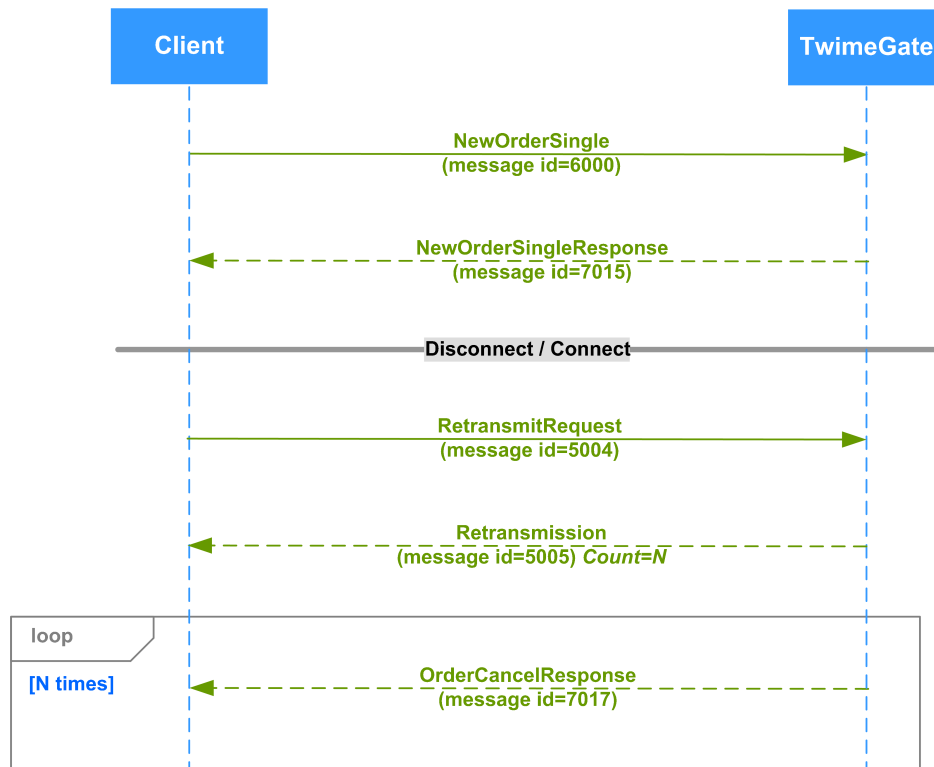 Client
TwimeGate
NewOrderSingle
(message id=6000)
NewOrderSingleResponse
(message id=7015)
Disconnect / Connect
RetransmitRequest
(message id=5004)
Retransmission
(message id=5005) Count=N
loop
[N times]
OrderCancelResponse
(message id=7017)